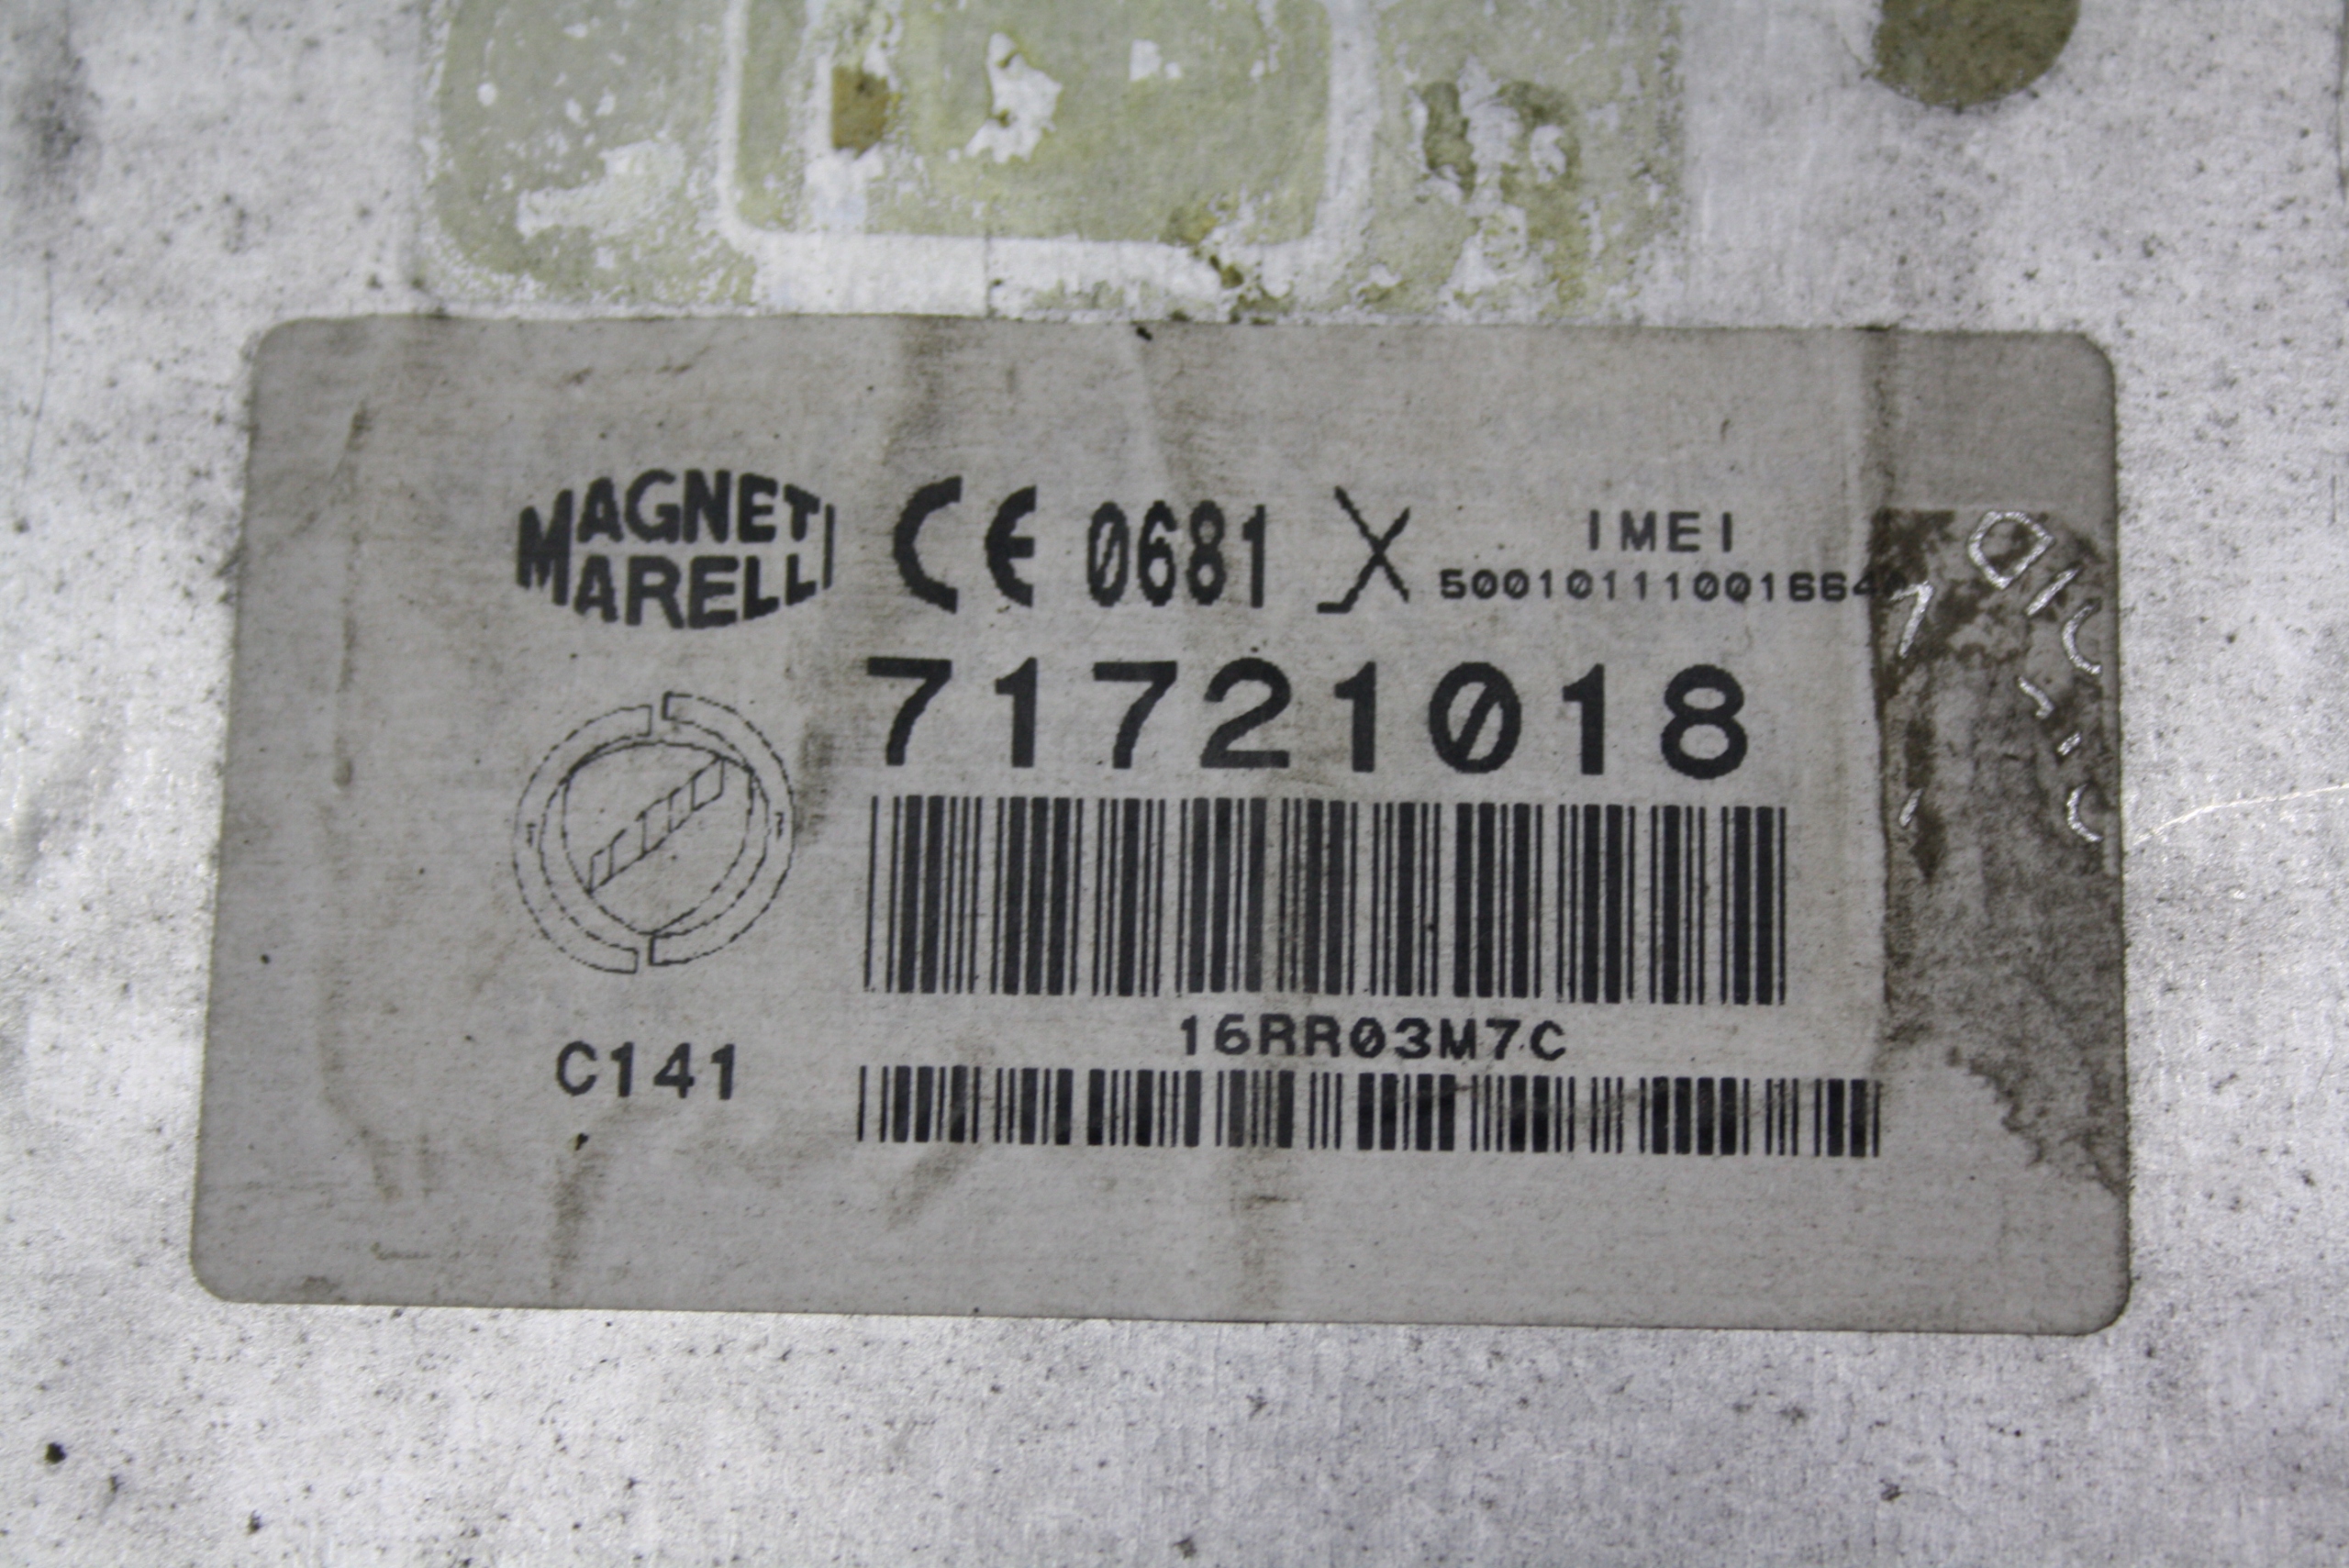 MAGNETI
MARELLI
CE 0681 X
IMEI
50010111001664
71721018
16RR03M7C
C141